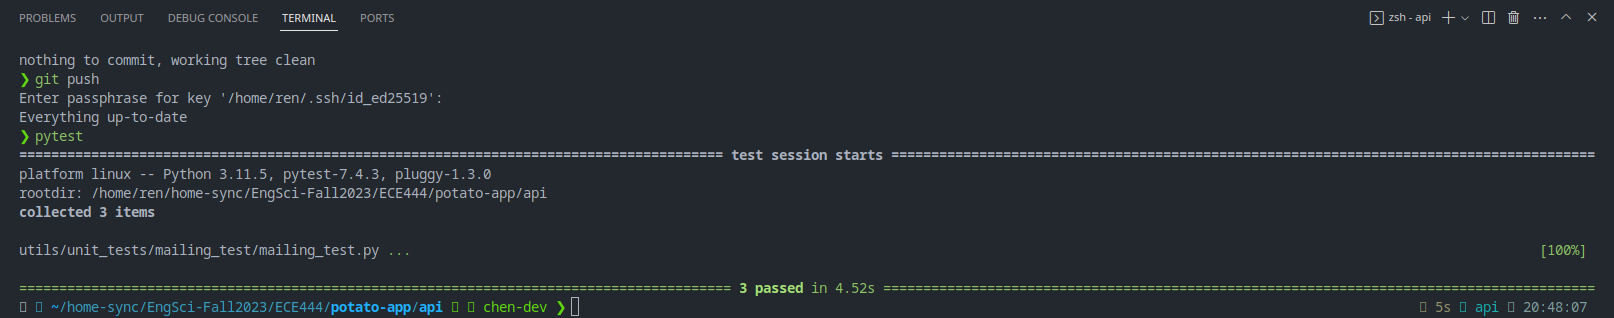 PROBLEMS OUTPUT DEBUG CONSOLE TERMINAL PORTS zsh - api
nothing to commit, working tree clean
❯ git push
Enter passphrase for key '/home/ren/.ssh/id_ed25519':
Everything up-to-date
❯ pytest
======================================================================================== test session starts ========================================================================================
platform linux -- Python 3.11.5, pytest-7.4.3, pluggy-1.3.0
rootdir: /home/ren/home-sync/EngSci-Fall2023/ECE444/potato-app/api
collected 3 items
utils/unit_tests/mailing_test/mailing_test.py ... [100%]
========================================================================================= 3 passed in 4.52s =========================================================================================
~/home-sync/EngSci-Fall2023/ECE444/potato-app/api chen-dev ❯ 5s api 20:48:07